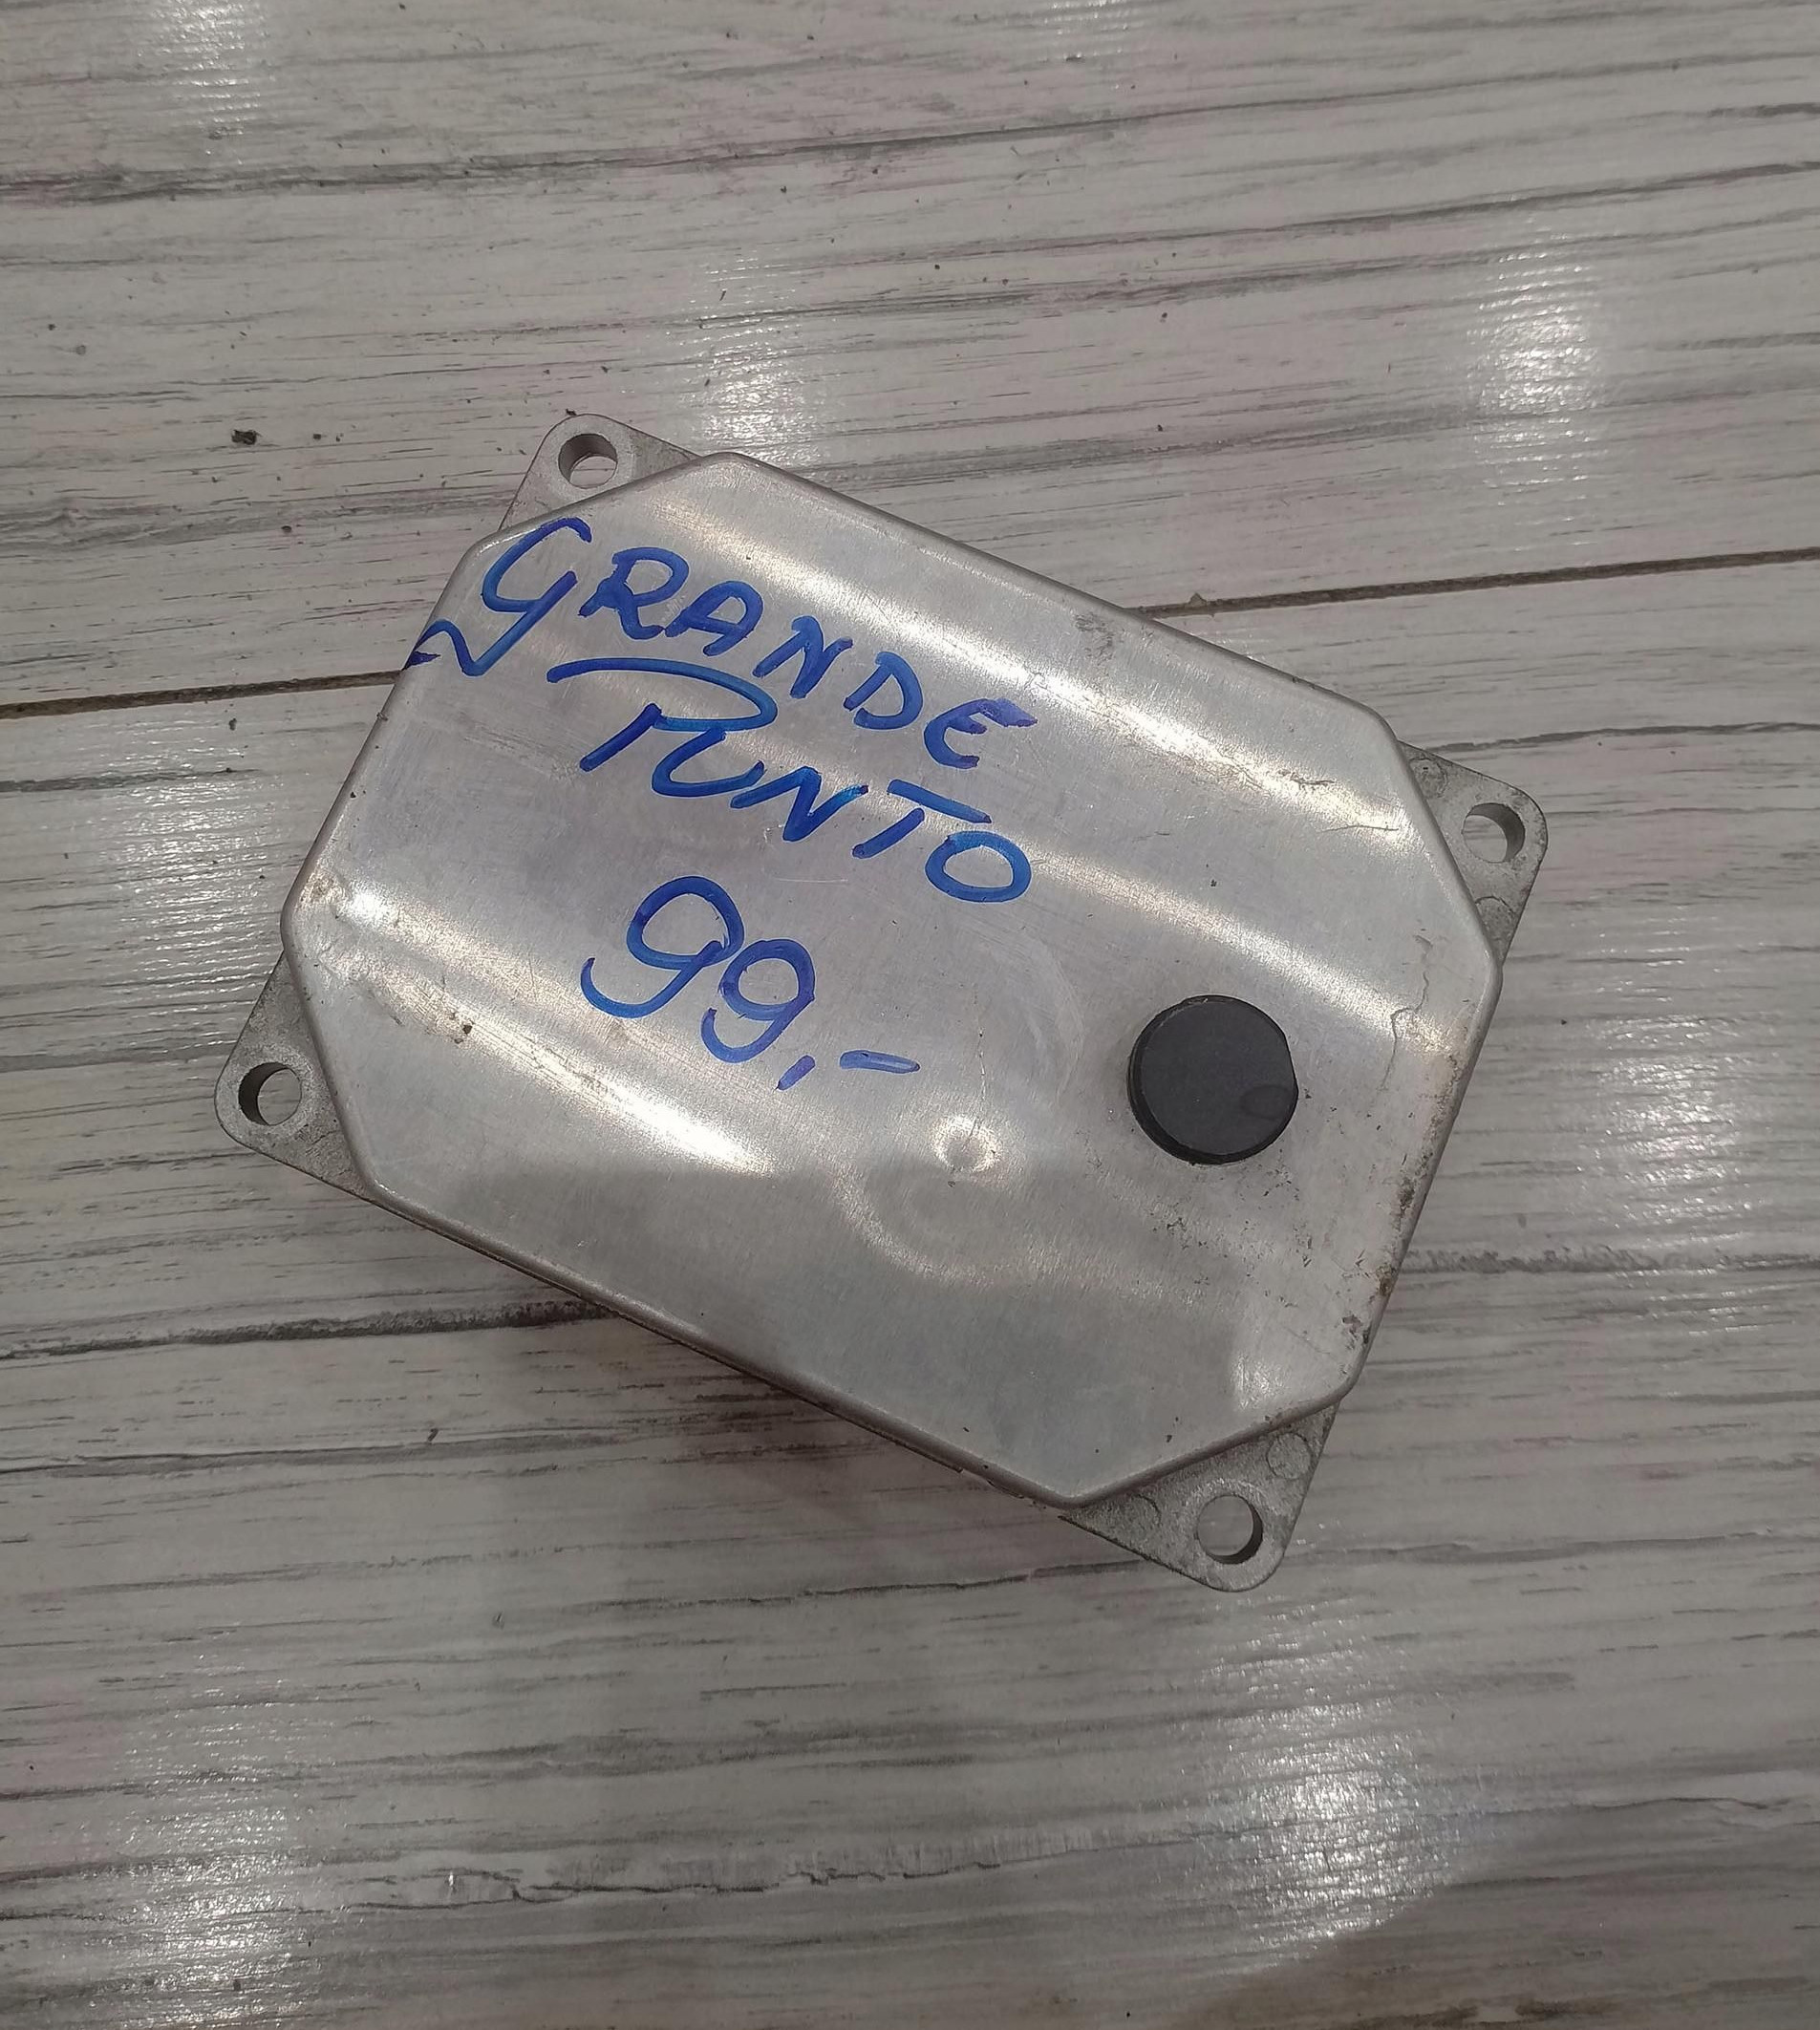 GRANDE
PUNTO
99,-